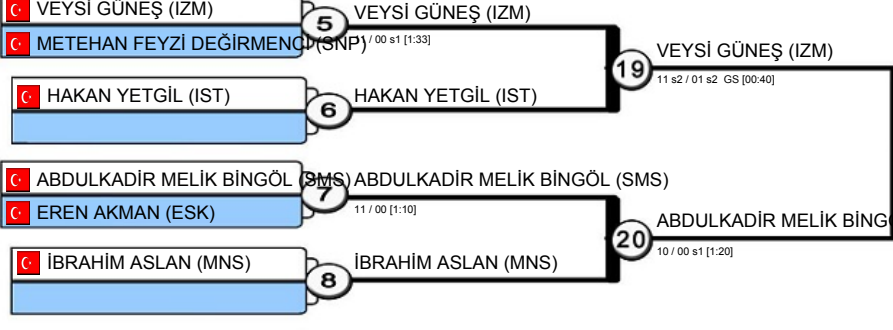 VEYSİ GÜNEŞ (IZM)
METEHAN FEYZİ DEĞİRMENCİ (SNP)
5
VEYSİ GÜNEŞ (IZM)
/ 00 s1 [1:33]
HAKAN YETGİL (IST)
6
HAKAN YETGİL (IST)
19
VEYSİ GÜNEŞ (IZM)
11 s2 / 01 s2 GS [00:40]
ABDULKADİR MELİK BİNGÖL (SMS)
EREN AKMAN (ESK)
7
ABDULKADİR MELİK BİNGÖL (SMS)
11 / 00 [1:10]
İBRAHİM ASLAN (MNS)
8
İBRAHİM ASLAN (MNS)
20
ABDULKADİR MELİK BİNG
10 / 00 s1 [1:20]